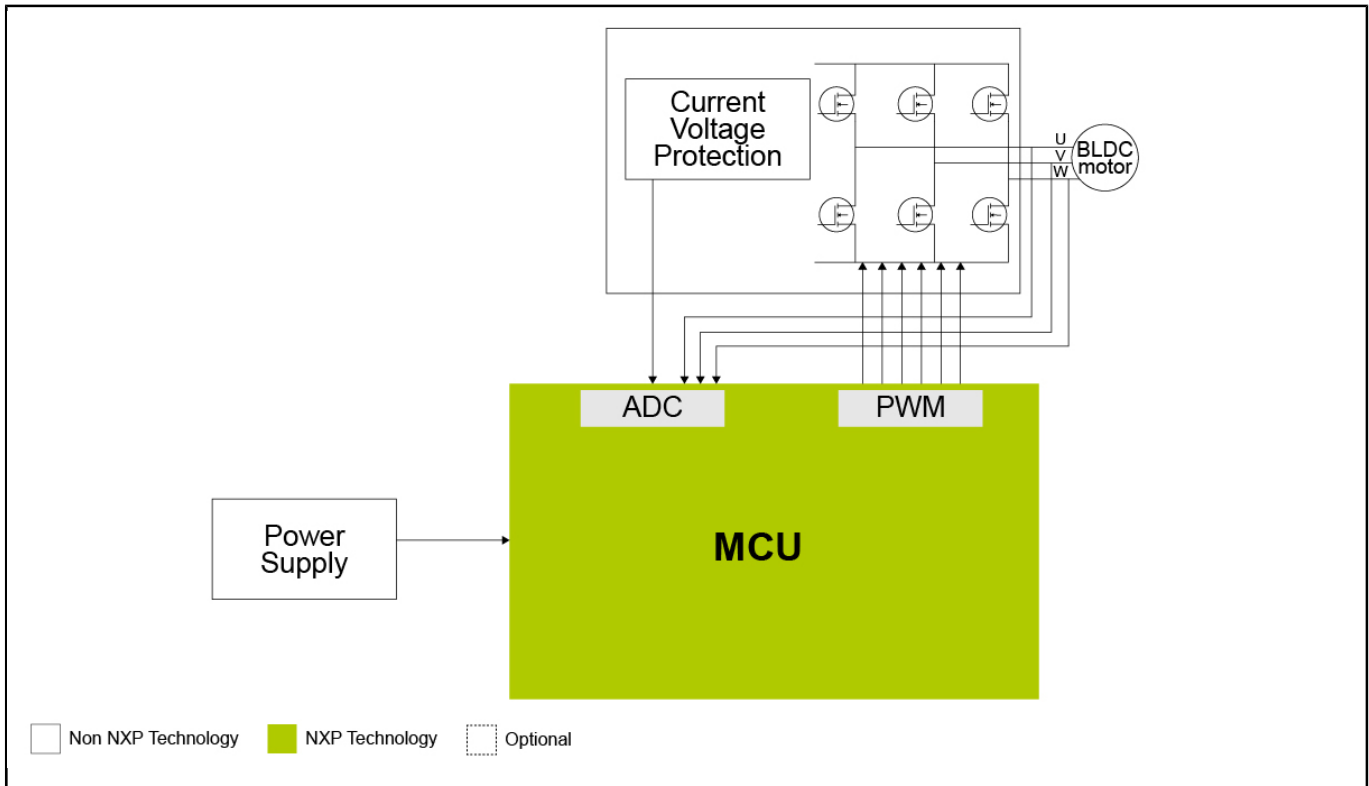 Current
Voltage
Protection
U
V
W
BLDC
motor
ADC
PWM
Power
Supply
MCU
Non NXP Technology
NXP Technology
Optional